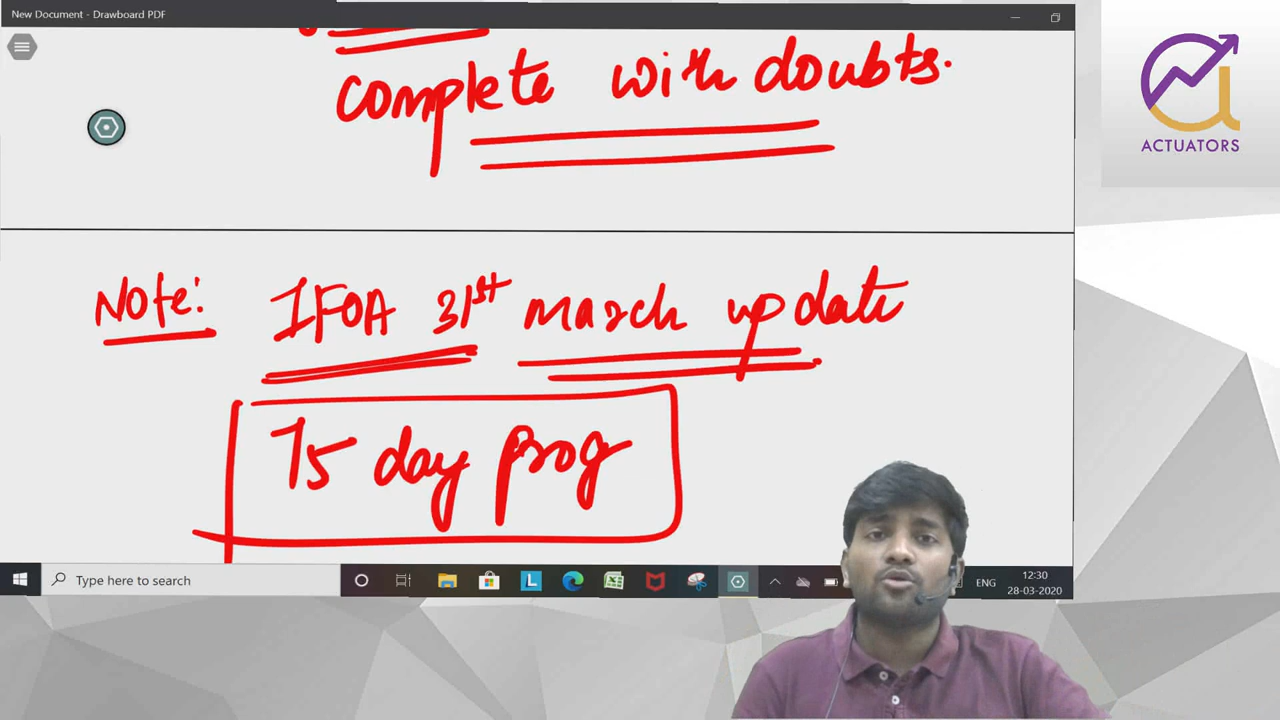 New Document - Drawboard PDF
complete with doubts.
Note: IFOA 31st march update
75 day prog
Type here to search
L
ENG
12:30
28-03-2020
ACTUATORS